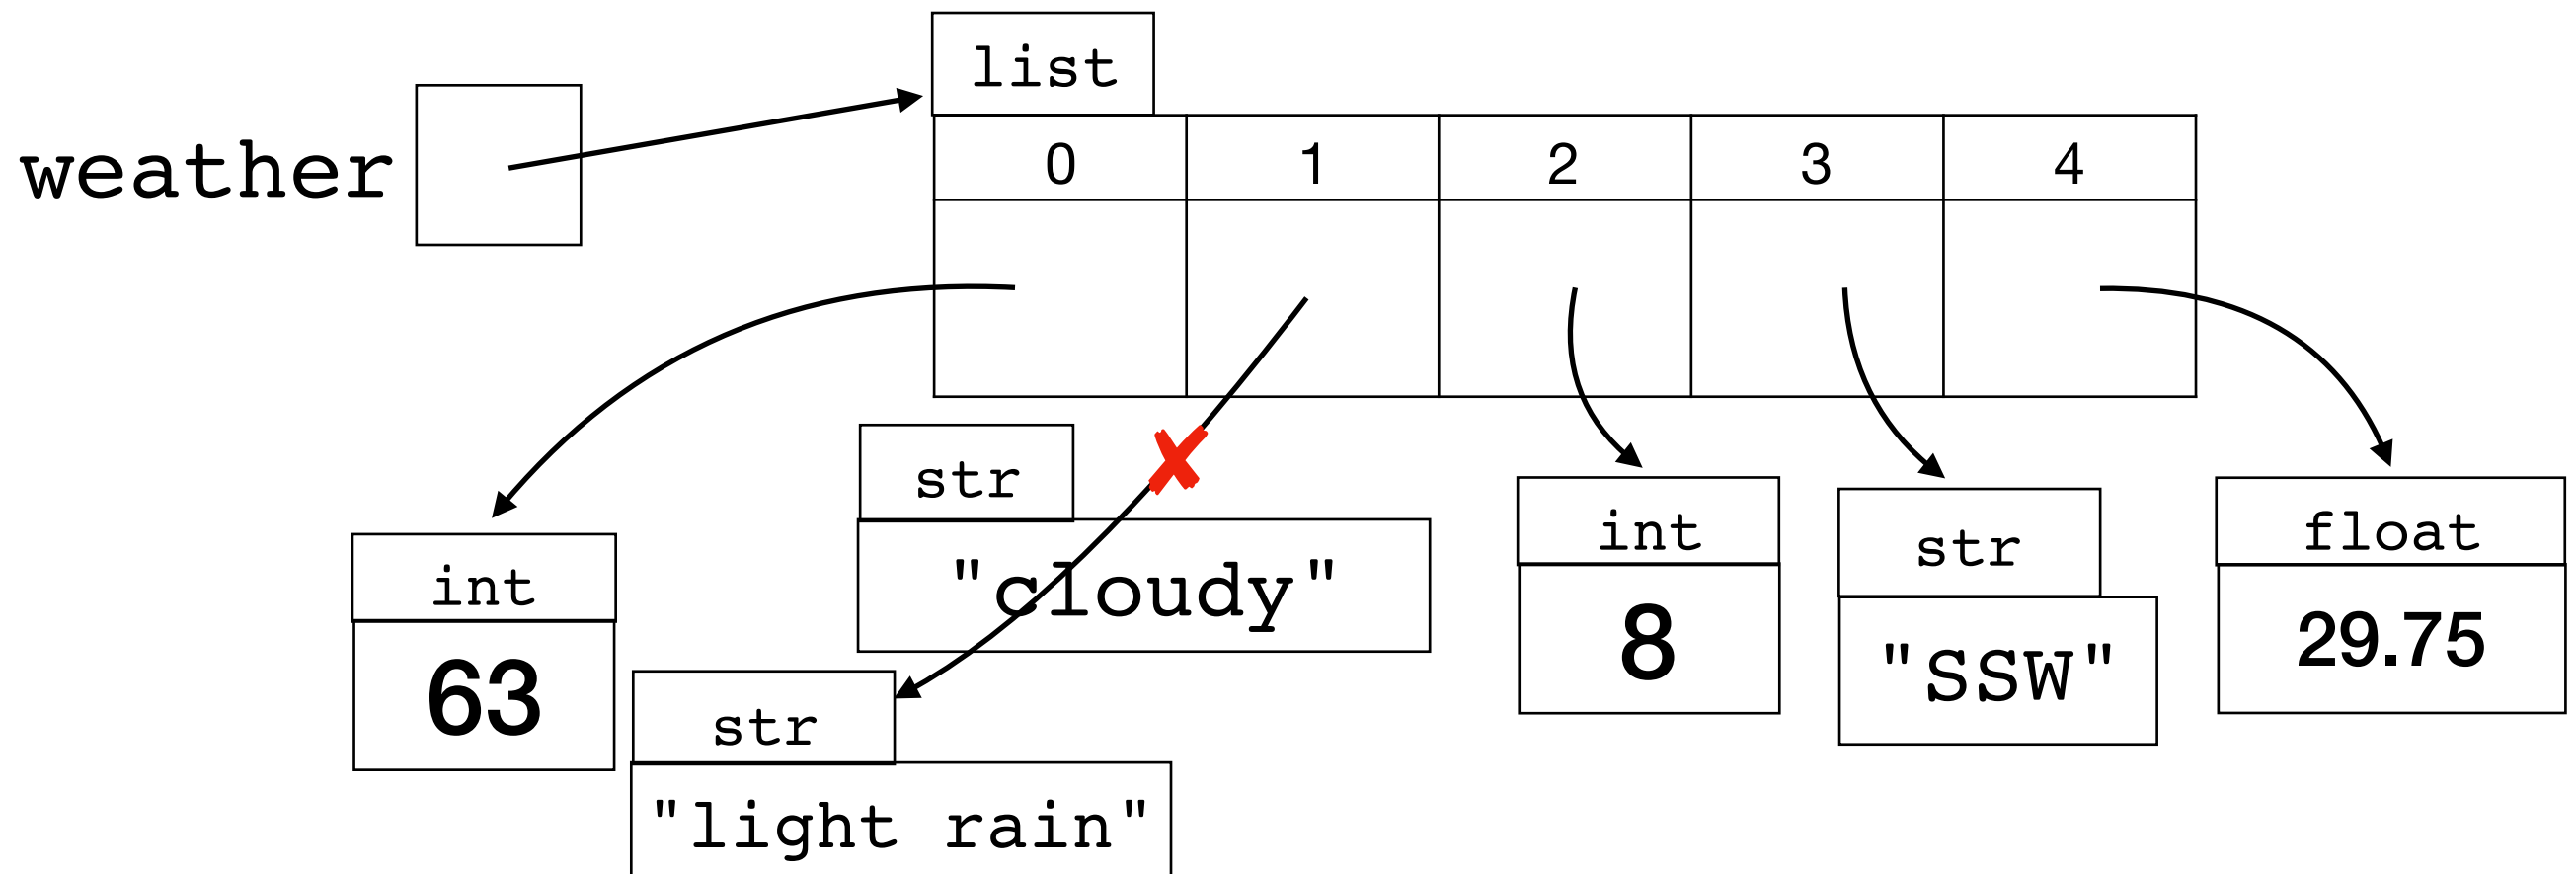 list
weather
0 1 2 3 4
str
"cloudy"
int
63
str
"light rain"
int
8
str
"SSW"
float
29.75